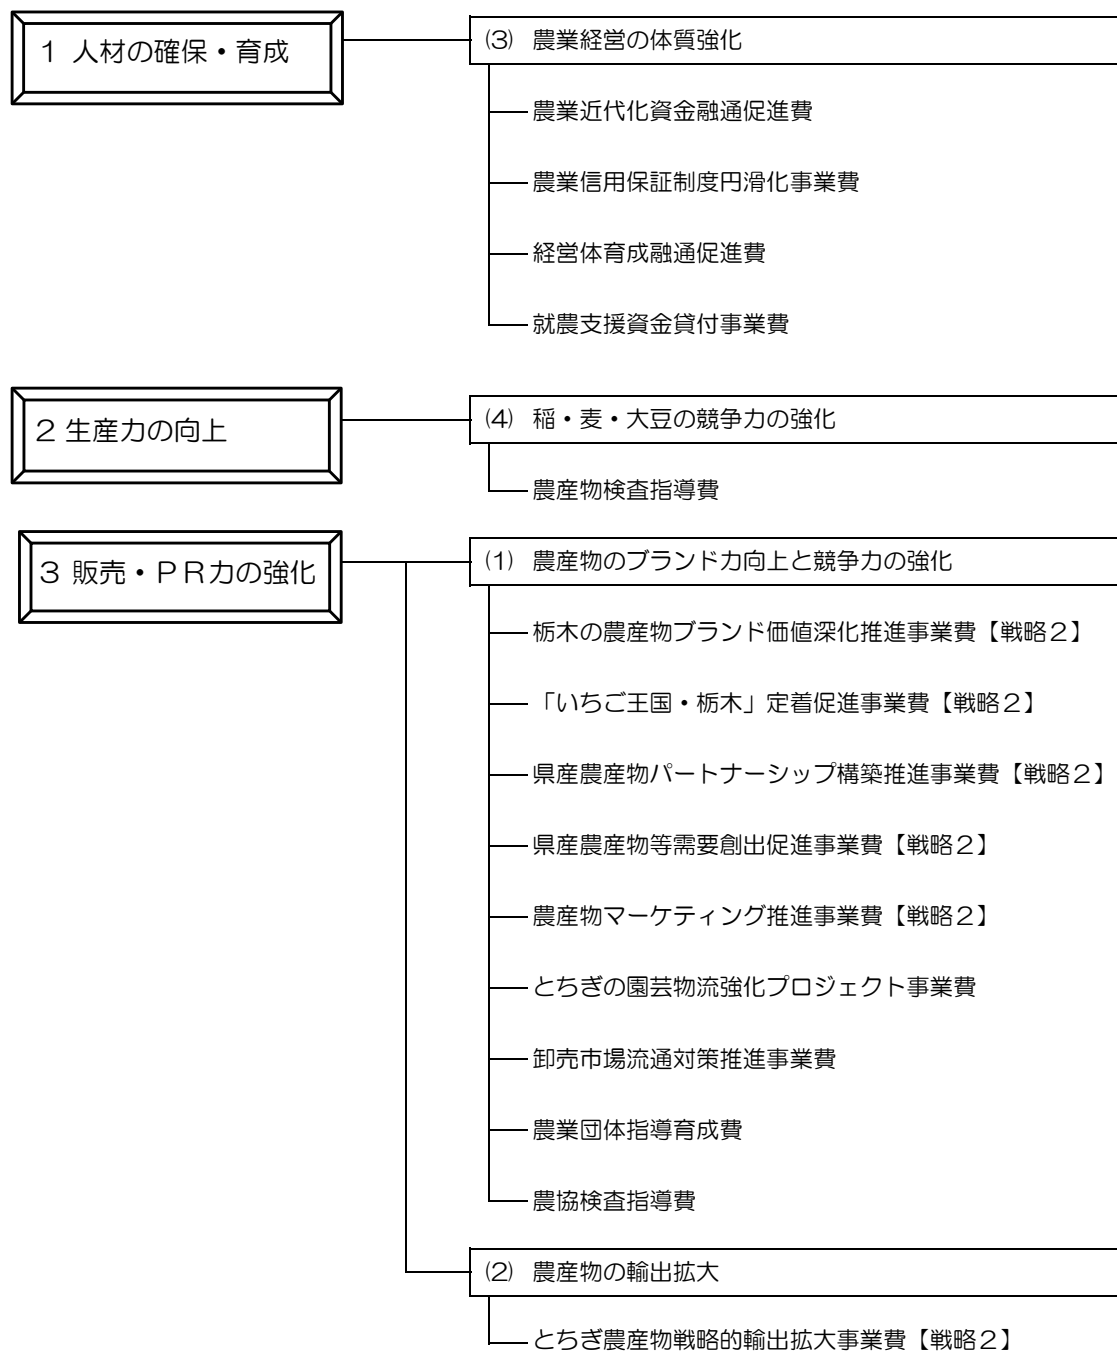 1 人材の確保・育成
(3) 農業経営の体質強化
農業近代化資金融通促進費
農業信用保証制度円滑化事業費
経営体育成融通促進費
就農支援資金貸付事業費
2 生産力の向上
(4) 稲・麦・大豆の競争力の強化
農産物検査指導費
3 販売・ＰＲ力の強化
(1) 農産物のブランド力向上と競争力の強化
栃木の農産物ブランド価値深化推進事業費【戦略２】
「いちご王国・栃木」定着促進事業費【戦略２】
県産農産物パートナーシップ構築推進事業費【戦略２】
県産農産物等需要創出促進事業費【戦略２】
農産物マーケティング推進事業費【戦略２】
とちぎの園芸物流強化プロジェクト事業費
卸売市場流通対策推進事業費
農業団体指導育成費
農協検査指導費
(2) 農産物の輸出拡大
とちぎ農産物戦略的輸出拡大事業費【戦略２】